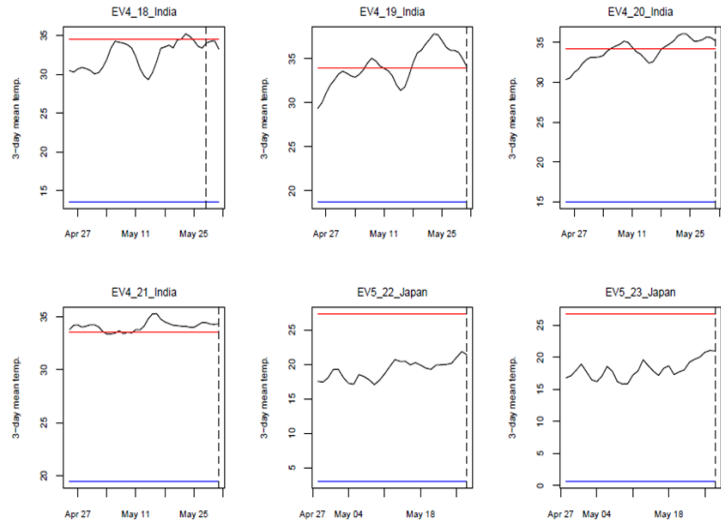 EV4_18_India
EV4_19_India
EV4_20_India
3-day mean temp.
35
30
25
20
15
3-day mean temp.
35
30
25
20
3-day mean temp.
35
30
25
20
15
Apr 27
May 11
May 25
Apr 27
May 11
May 25
Apr 27
May 11
May 25
EV4_21_India
EV5_22_Japan
EV5_23_Japan
3-day mean temp.
35
30
25
20
3-day mean temp.
25
20
15
10
5
3-day mean temp.
25
20
15
10
5
0
Apr 27
May 11
May 25
Apr 27
May 04
May 18
Apr 27
May 04
May 18